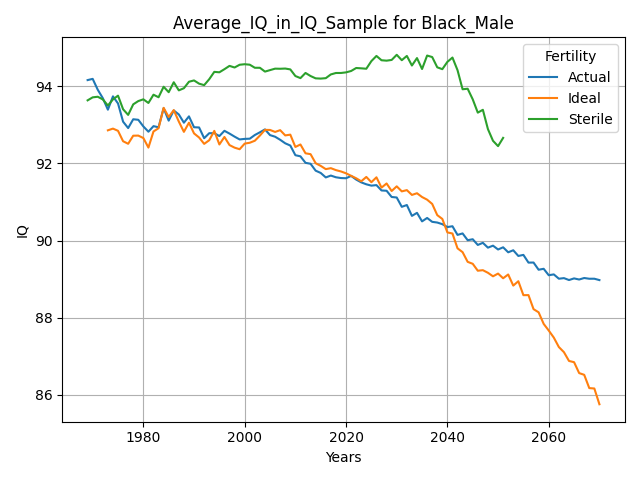 Average_IQ_in_IQ_Sample for Black_Male
Fertility
Actual
Ideal
Sterile
IQ
94
92
90
88
86
1980
2000
2020
2040
2060
Years